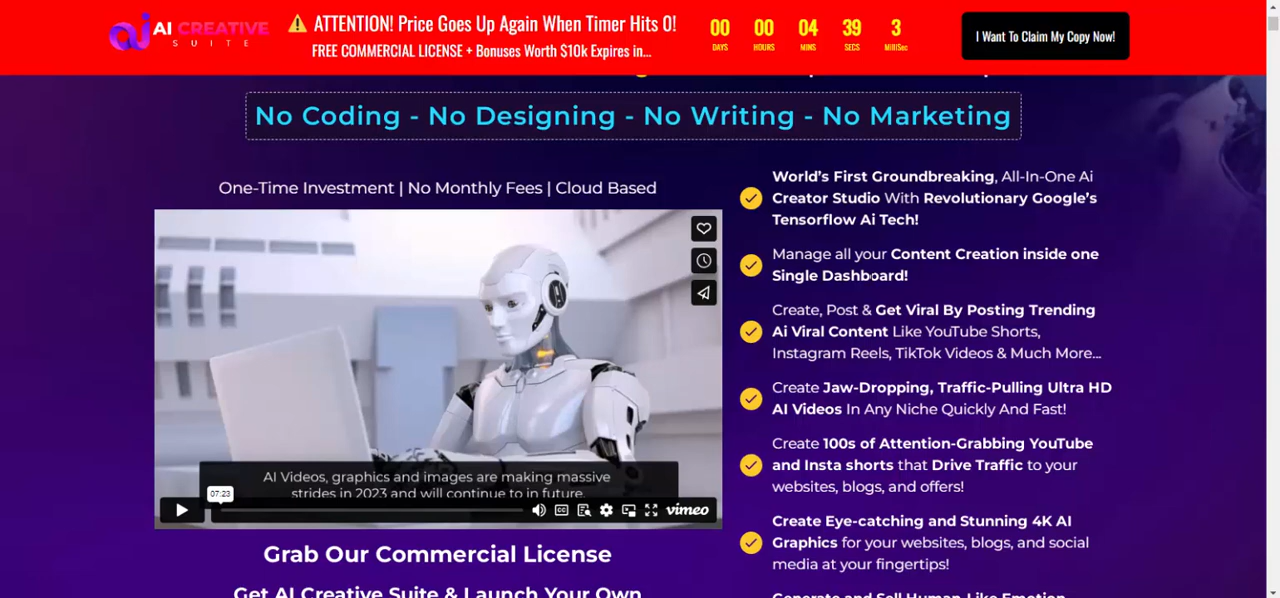 AI CREATIVE
SUITE
⚠ ATTENTION! Price Goes Up Again When Timer Hits 0!
FREE COMMERCIAL LICENSE + Bonuses Worth $10k Expires in...
00 00 04 39 3
DAYS HOURS MINS SECS MilliSec
I Want To Claim My Copy Now!
No Coding - No Designing - No Writing - No Marketing
One-Time Investment | No Monthly Fees | Cloud Based
AI Videos, graphics and images are making massive
strides in 2023 and will continue to in future.
07:23
CC
vimeo
Grab Our Commercial License
Get AI Creative Suite & Launch Your Own
World's First Groundbreaking, All-In-One Ai
Creator Studio With Revolutionary Google's
Tensorflow Ai Tech!
Manage all your Content Creation inside one
Single Dashboard!
Create, Post & Get Viral By Posting Trending
Ai Viral Content Like YouTube Shorts,
Instagram Reels, TikTok Videos & Much More...
Create Jaw-Dropping, Traffic-Pulling Ultra HD
AI Videos In Any Niche Quickly And Fast!
Create 100s of Attention-Grabbing YouTube
and Insta shorts that Drive Traffic to your
websites, blogs, and offers!
Create Eye-catching and Stunning 4K AI
Graphics for your websites, blogs, and social
media at your fingertips!
Generate and Sell Human-Like Emotion